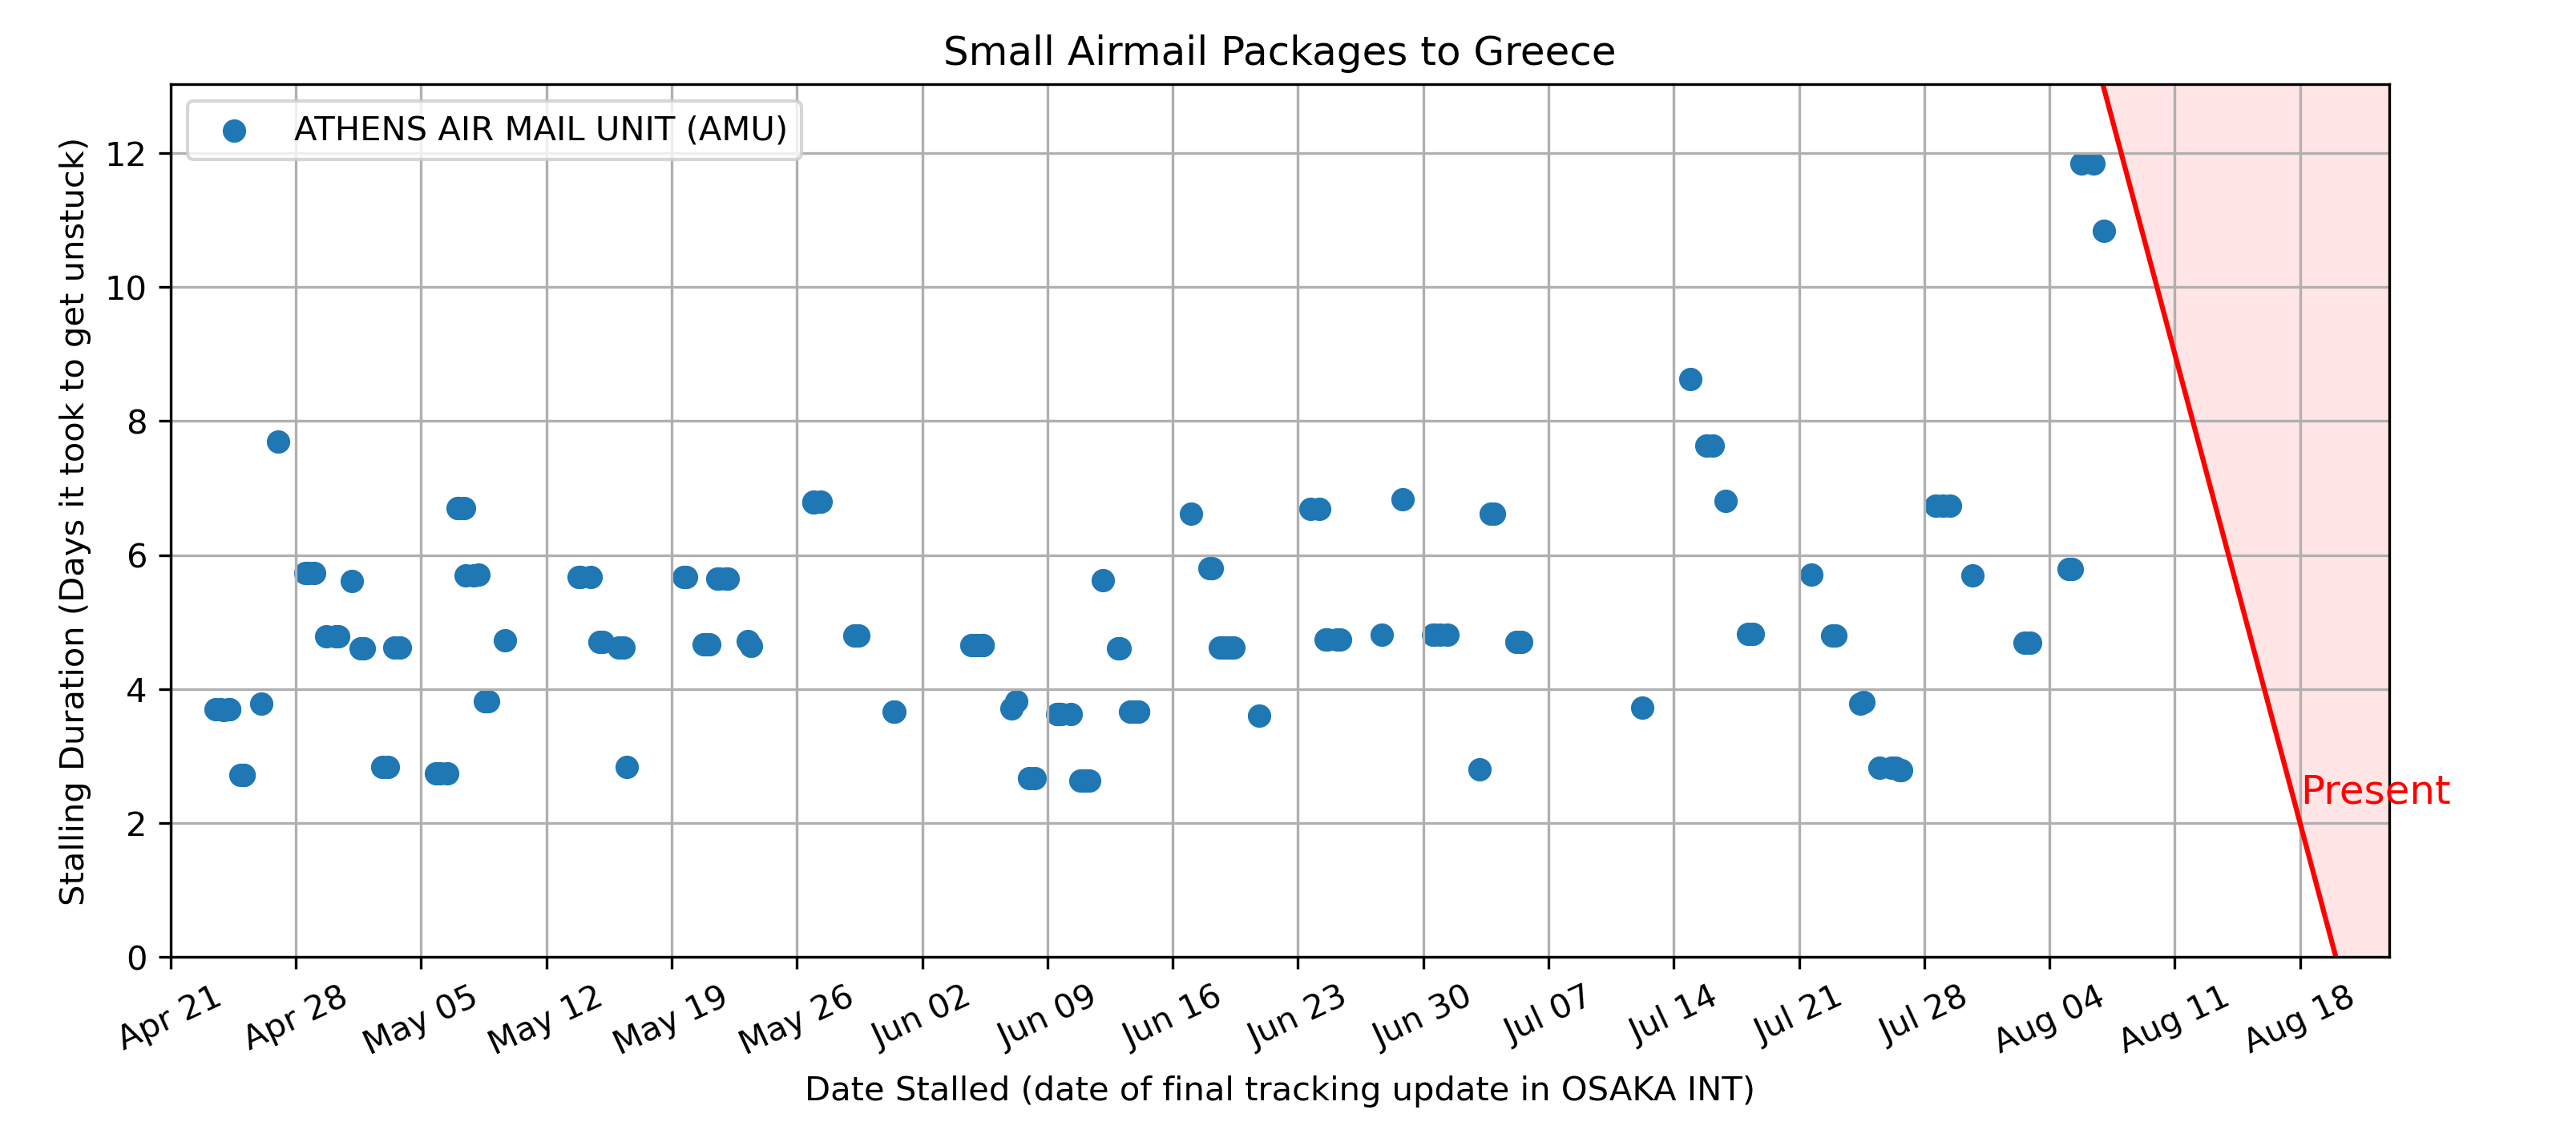 Small Airmail Packages to Greece
ATHENS AIR MAIL UNIT (AMU)
Stalling Duration (Days it took to get unstuck)
12
10
8
6
4
2
0
Present
Apr 21
Apr 28
May 05
May 12
May 19
May 26
Jun 02
Jun 09
Jun 16
Jun 23
Jun 30
Jul 07
Jul 14
Jul 21
Jul 28
Aug 04
Aug 11
Aug 18
Date Stalled (date of final tracking update in OSAKA INT)